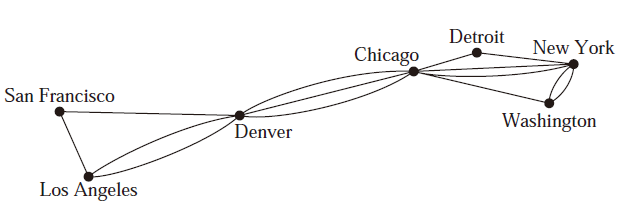 Detroit
New York
Chicago
San Francisco
Washington
Denver
Los Angeles